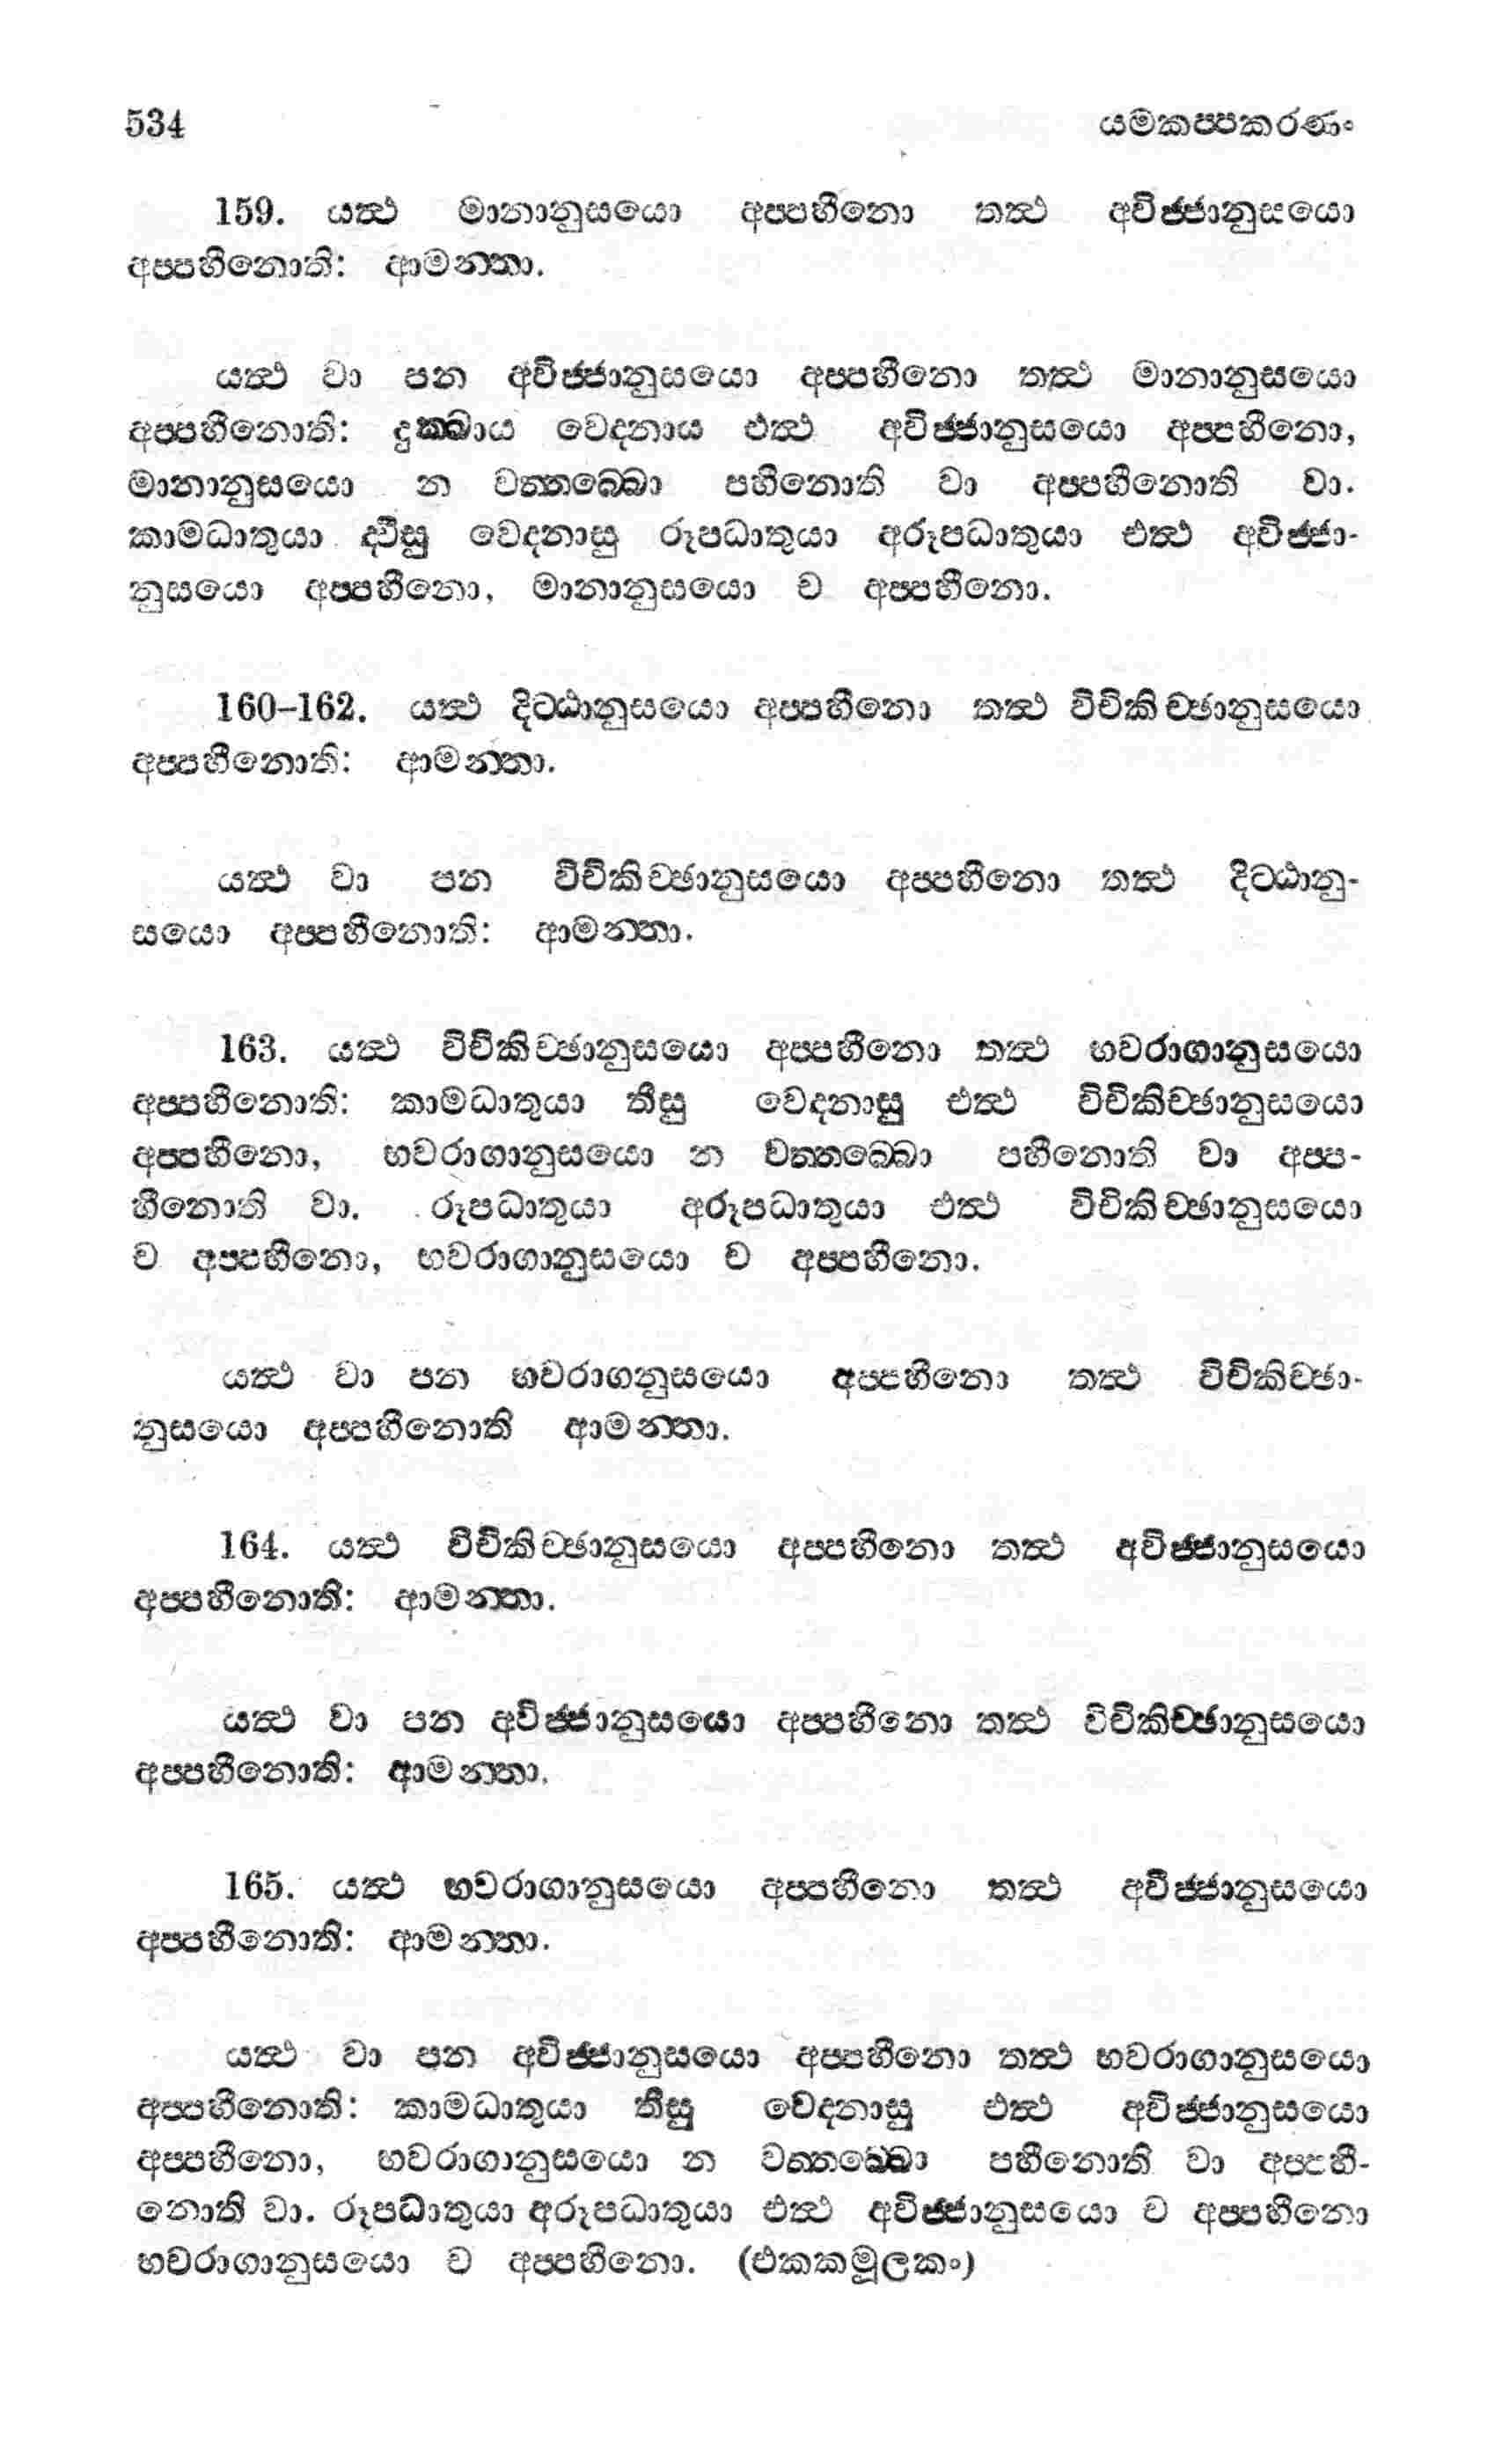 534 යමකප්පකරණං
159. යත්‍ථ මානානුසයො අප්පහීනො තත්‍ථ අවිජ්ජානුසයො
අප්පහීනොති: ආමන්තා.
යත්‍ථ වා පන අවිජ්ජානුසයො අප්පහීනො තත්‍ථ මානානුසයො
අප්පහීනොති: දුක්ඛාය වෙදනාය එත්‍ථ අවිජ්ජානුසයො අප්පහීනො,
මානානුසයො න වත්තබ්බො පහීනොති වා අප්පහීනොති වා.
කාමධාතුයා ද්වීසු වෙදනාසු රූපධාතුයා අරූපධාතුයා එත්‍ථ අවිජ්ජා-
නුසයො අප්පහීනො, මානානුසයො ච අප්පහීනො.
160-162. යත්‍ථ දිට්ඨානුසයො අප්පහීනො තත්‍ථ විචිකිච්ඡානුසයො
අප්පහීනොති: ආමන්තා.
යත්‍ථ වා පන විචිකිච්ඡානුසයො අප්පහීනො තත්‍ථ දිට්ඨානු-
සයො අප්පහීනොති: ආමන්තා.
163. යත්‍ථ විචිකිච්ඡානුසයො අප්පහීනො තත්‍ථ භවරාගානුසයො
අප්පහීනොති: කාමධාතුයා තීසු වෙදනාසු එත්‍ථ විචිකිච්ඡානුසයො
අප්පහීනො, භවරාගානුසයො න වත්තබ්බො පහීනොති වා අප්ප-
හීනොති වා. රූපධාතුයා අරූපධාතුයා එත්‍ථ විචිකිච්ඡානුසයො
ච අප්පහීනො, භවරාගානුසයො ච අප්පහීනො.
යත්‍ථ වා පන භවරාගනුසයො අප්පහීනො තත්‍ථ විචිකිච්ඡා-
නුසයො අප්පහීනොති ආමන්තා.
164. යත්‍ථ විචිකිච්ඡානුසයො අප්පහීනො තත්‍ථ අවිජ්ජානුසයො
අප්පහීනොති: ආමන්තා.
යත්‍ථ වා පන අවිජ්ජානුසයො අප්පහීනො තත්‍ථ විචිකිච්ඡානුසයො
අප්පහීනොති: ආමන්තා.
165. යත්‍ථ භවරාගානුසයො අප්පහීනො තත්‍ථ අවිජ්ජානුසයො
අප්පහීනොති: ආමන්තා.
යත්‍ථ වා පන අවිජ්ජානුසයො අප්පහීනො තත්‍ථ භවරාගානුසයො
අප්පහීනොති: කාමධාතුයා තීසු වෙදනාසු එත්‍ථ අවිජ්ජානුසයො
අප්පහීනො, භවරාගානුසයො න වත්තබ්බො පහීනොති වා අප්පහී-
නොති වා. රූපධාතුයා අරූපධාතුයා එත්‍ථ අවිජ්ජානුසයො ච අප්පහීනො
භවරාගානුසයො ච අප්පහීනො. (එකකමූලකං)